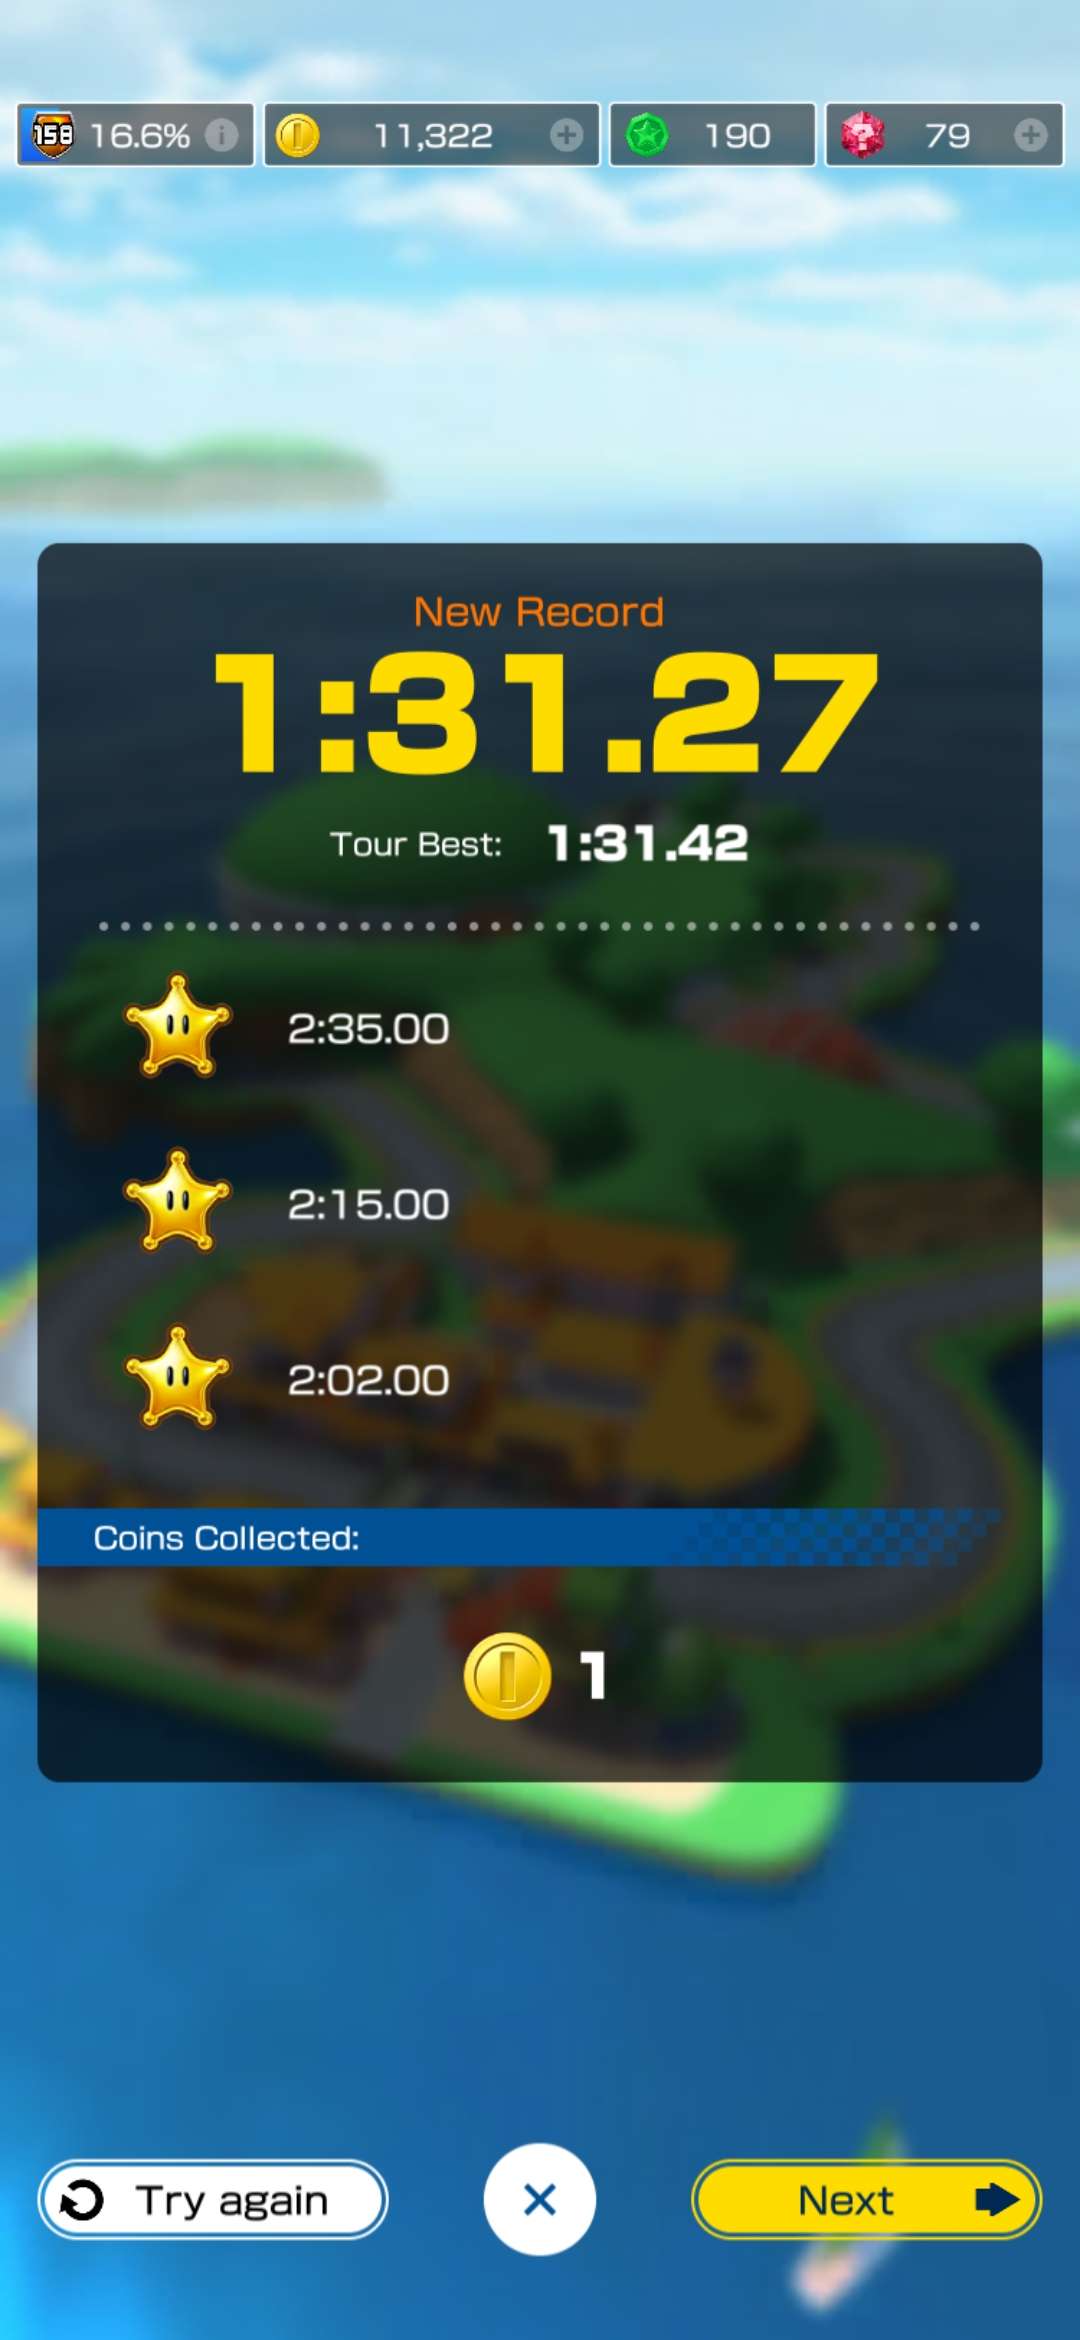 158 16.6% i 11,322 + 190 ? 79 +
New Record
1:31.27
Tour Best: 1:31.42
2:35.00
2:15.00
2:02.00
Coins Collected:
1
Try again × Next